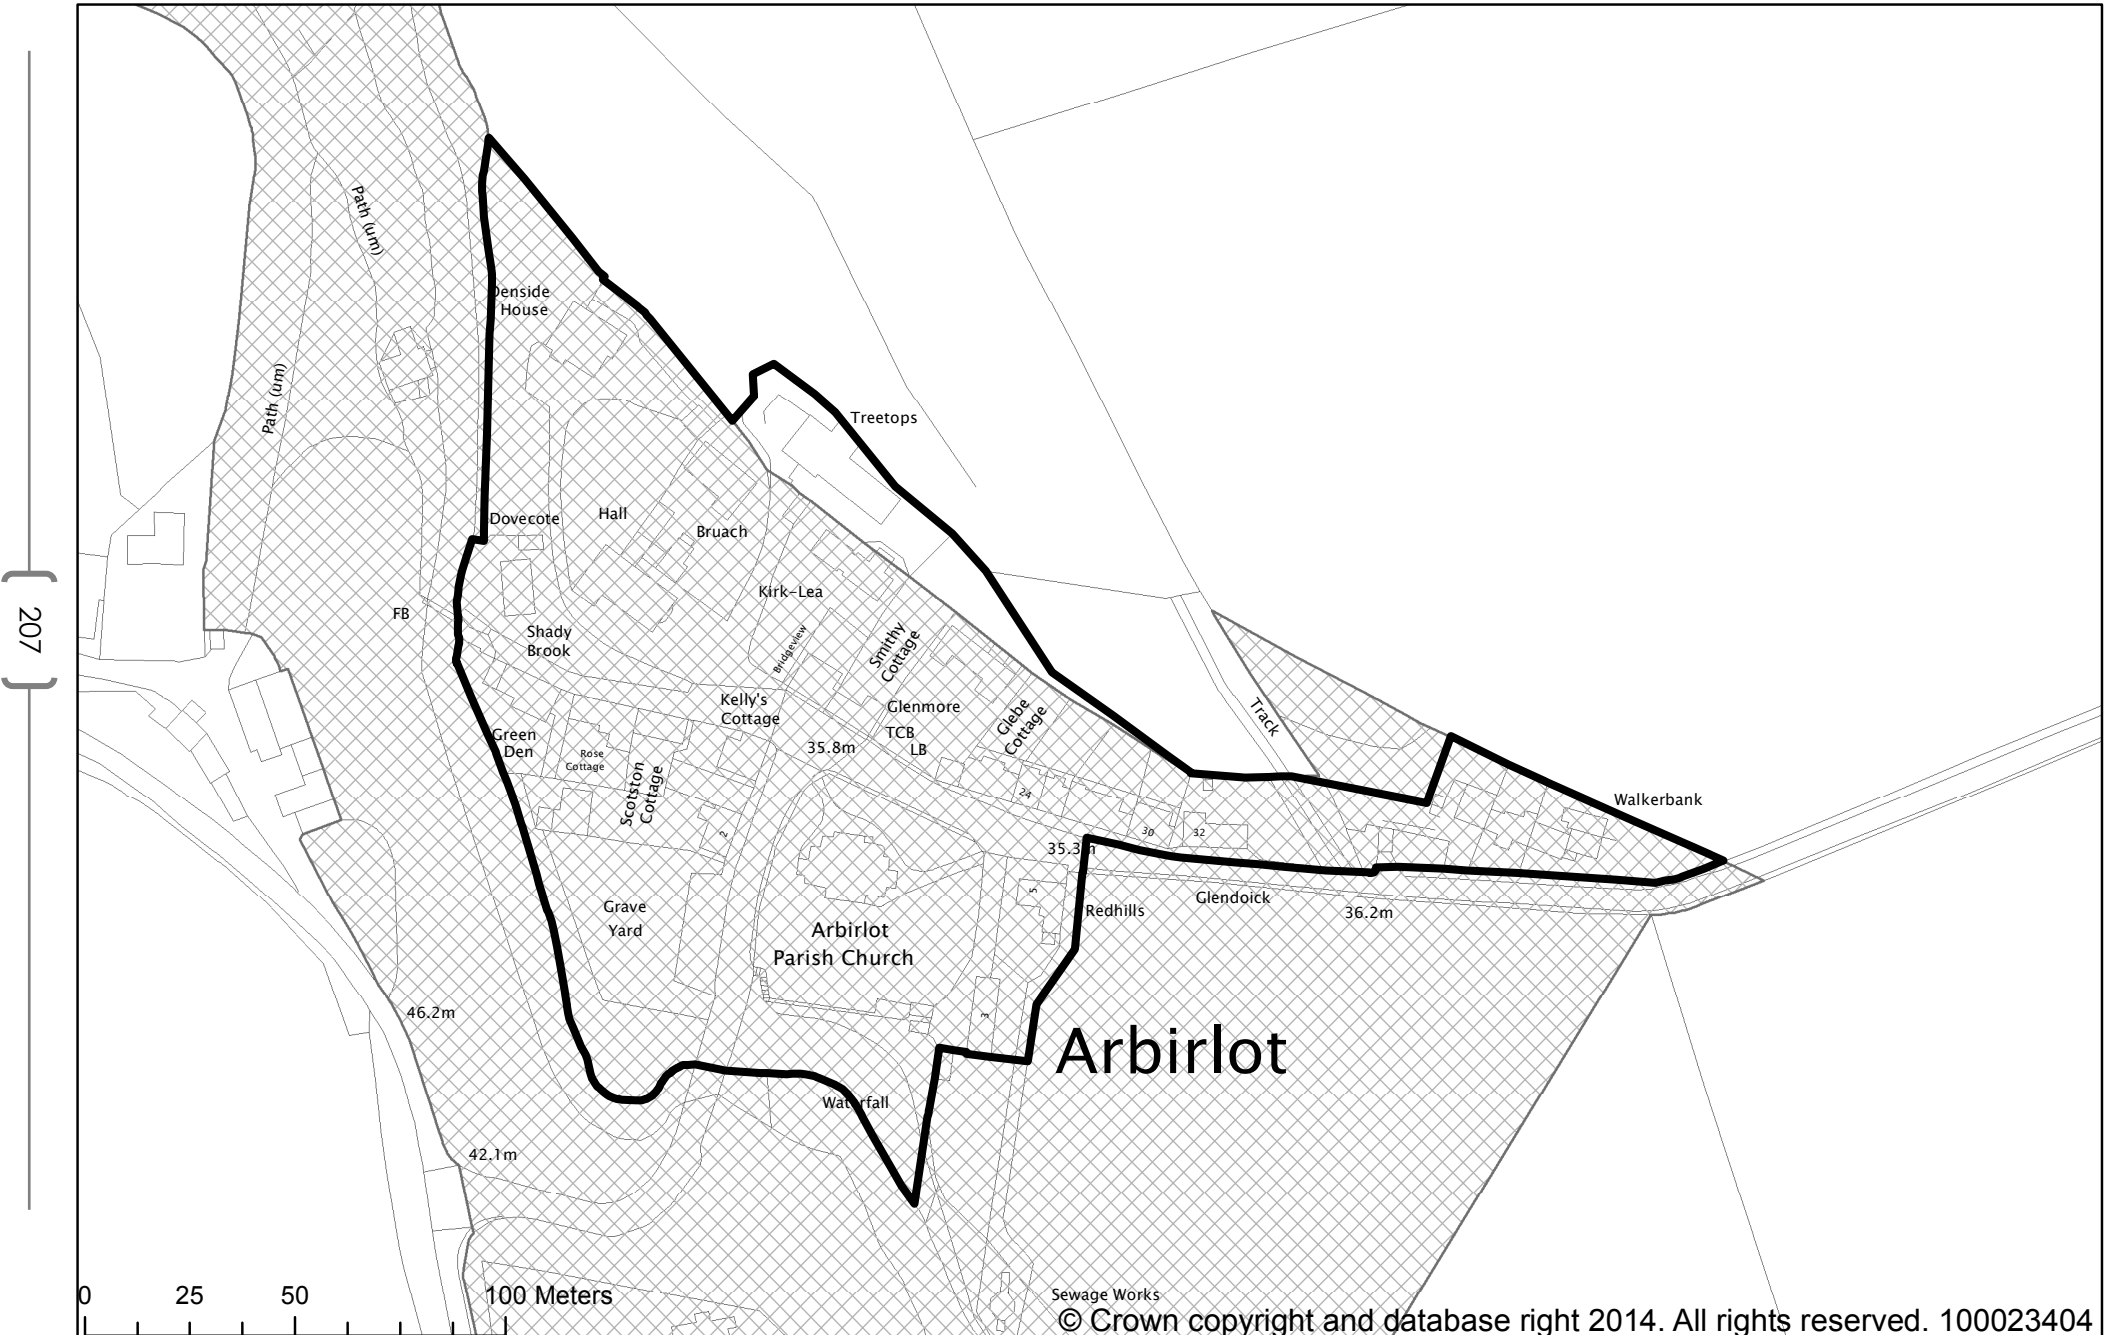 207
Path (um)
Path (um)
Denside
House
Treetops
Dovecote
Hall
Bruach
FB
Kirk-Lea
Shady
Brook
Bridgeview
Smithy
Cottage
Kelly's
Cottage
Glenmore
TCB
LB
Glebe
Cottage
Track
Green
Den
Rose
Cottage
Scotston
Cottage
35.8m
24
2
30
32
Walkerbank
35.3m
5
Redhills
Glendoick
36.2m
Grave
Yard
Arbirlot
Parish Church
46.2m
3
Arbirlot
Waterfall
42.1m
Sewage Works
0 25 50 100 Meters
© Crown copyright and database right 2014. All rights reserved. 100023404